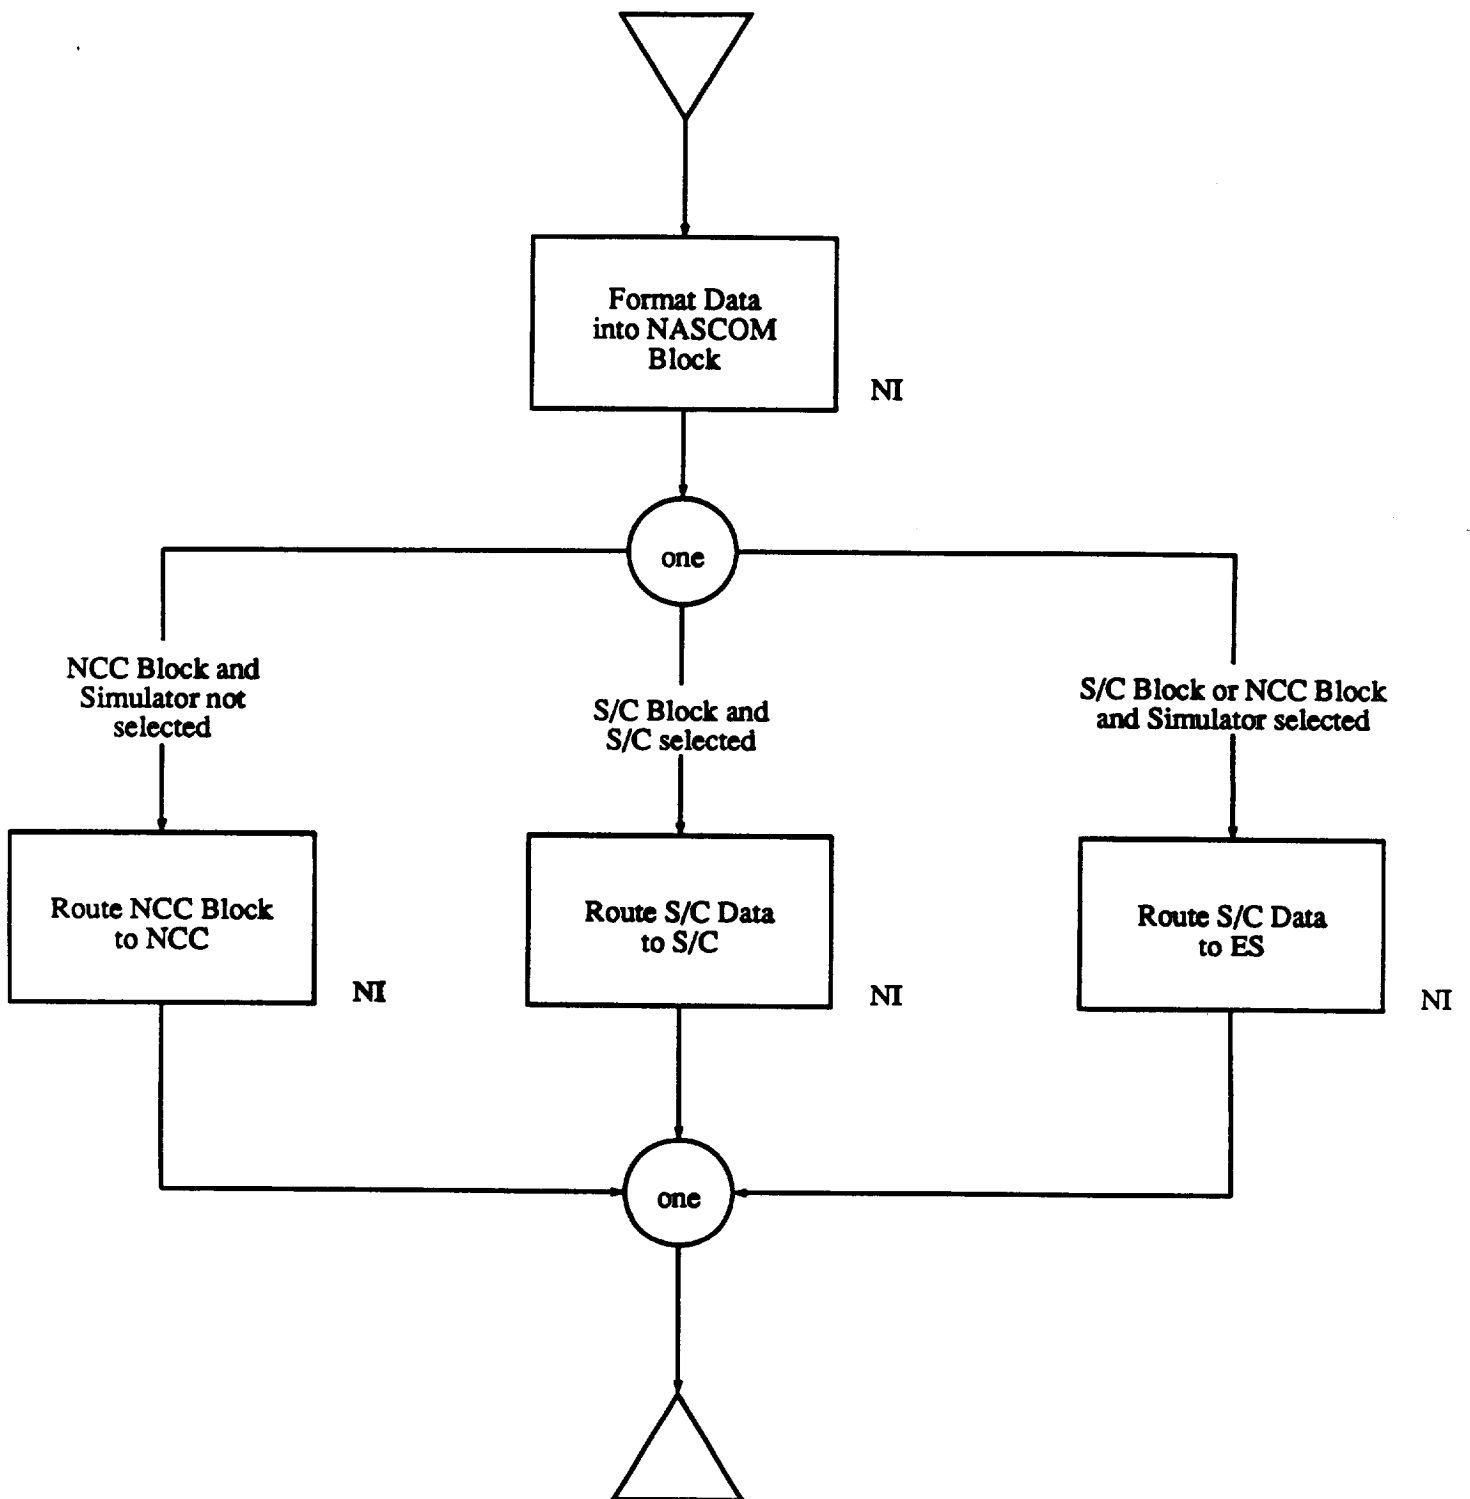 Format Data
into NASCOM
Block
NI
one
NCC Block and
Simulator not
selected
S/C Block and
S/C selected
S/C Block or NCC Block
and Simulator selected
Route NCC Block
to NCC
NI
Route S/C Data
to S/C
NI
Route S/C Data
to ES
NI
one